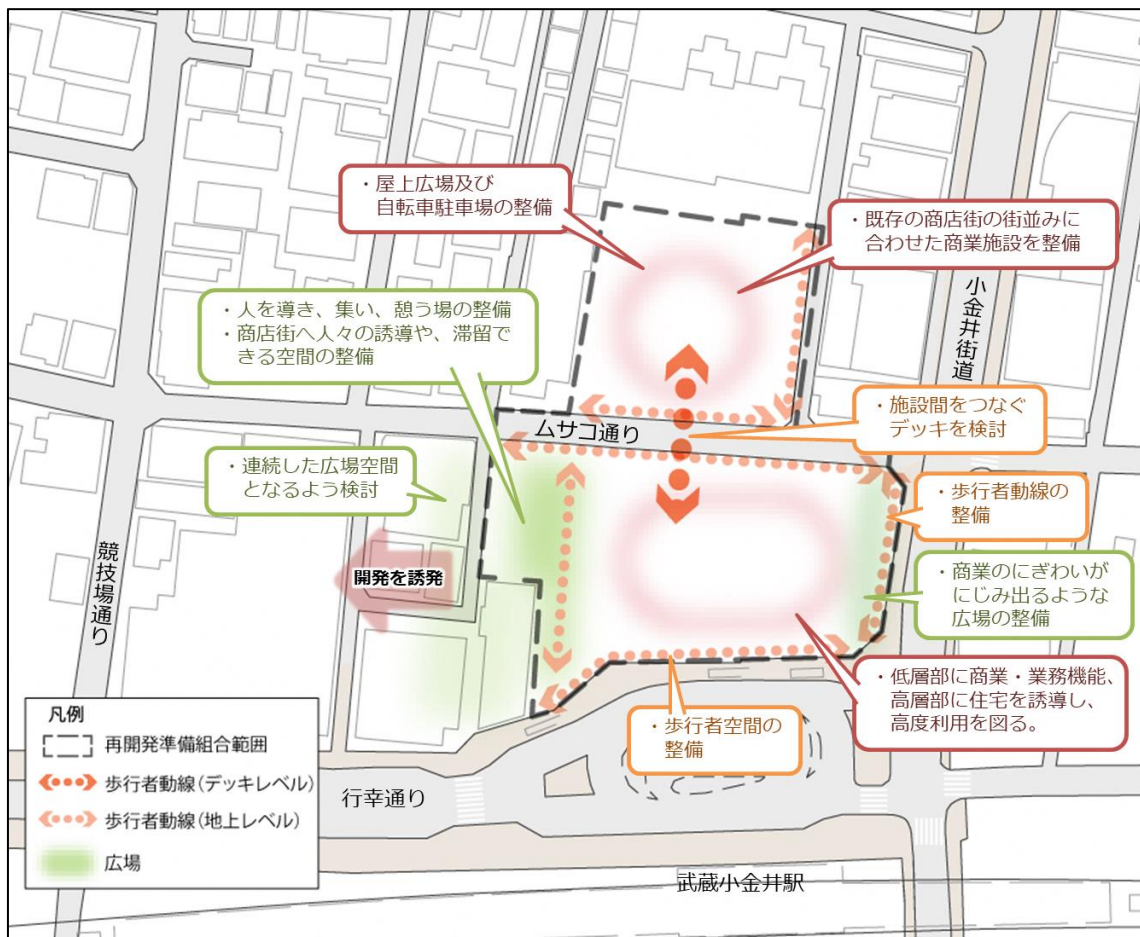 ・屋上広場及び
自転車駐車場の整備
・既存の商店街の街並みに
合わせた商業施設を整備
小金井街道
・人を導き、集い、憩う場の整備
・商店街へ人々の誘導や、滞留で
きる空間の整備
・施設間をつなぐ
デッキを検討
ムサコ通り
・連続した広場空間
となるよう検討
・歩行者動線の
整備
競技場通り
開発を誘発
・商業のにぎわいが
にじみ出るような
広場の整備
・低層部に商業・業務機能、
高層部に住宅を誘導し、
高度利用を図る。
・歩行者空間の
整備
凡例
再開発準備組合範囲
歩行者動線(デッキレベル)
歩行者動線(地上レベル)
広場
行幸通り
武蔵小金井駅